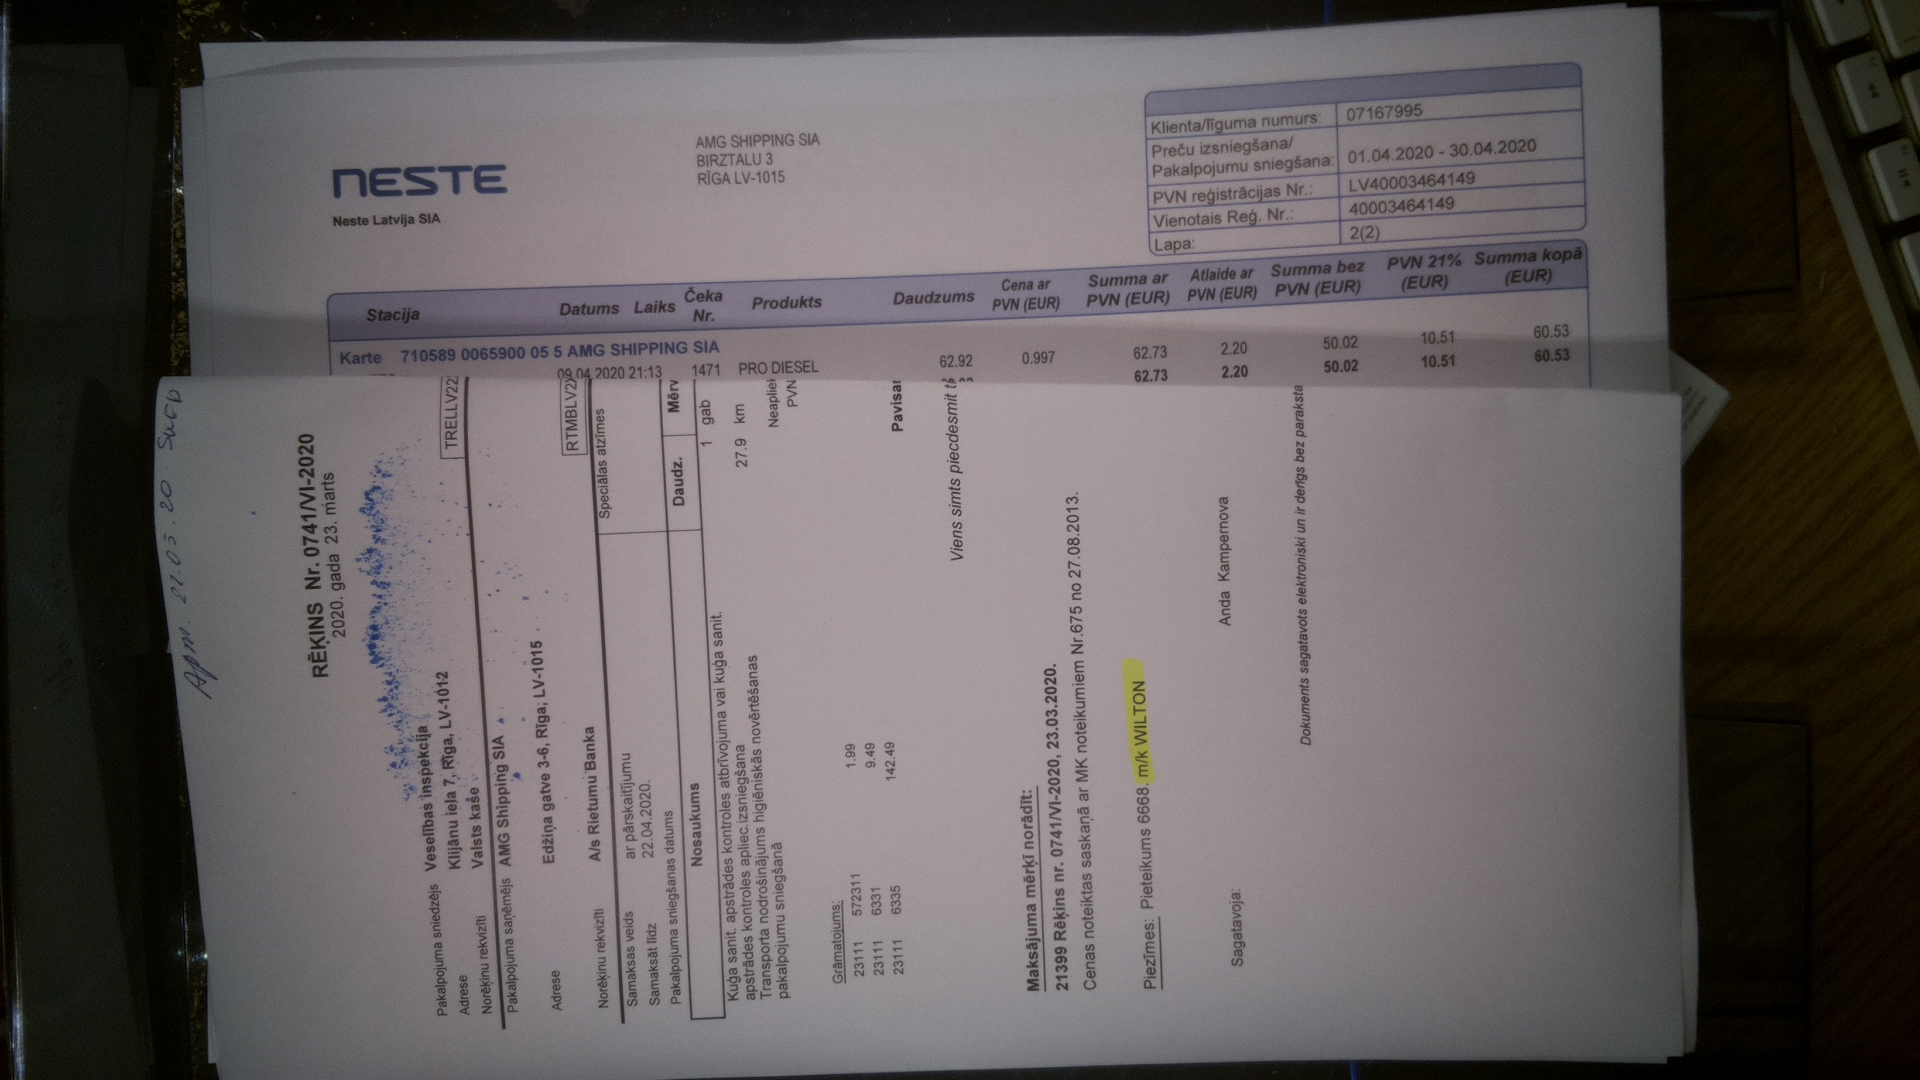 NESTE
Neste Latvija SIA
AMG SHIPPING SIA
BIRZTALU 3
RĪGA LV-1015
Klienta/līguma numurs: 07167995
Preču izsniegšana/
Pakalpojumu sniegšana: 01.04.2020 - 30.04.2020
PVN reģistrācijas Nr.: LV40003464149
Vienotais Reģ. Nr.: 40003464149
Lapa: 2(2)
Stacija Datums Laiks Čeka Nr. Produkts Daudzums Cena ar PVN (EUR) Summa ar PVN (EUR) Atlaide ar PVN (EUR) Summa bez PVN (EUR) PVN 21% (EUR) Summa kopā (EUR)
Karte 710589 0065900 05 5 AMG SHIPPING SIA
09.04.2020 21:13 1471 PRO DIESEL 62.92 0.997 62.73 2.20 50.02 10.51 60.53
62.73 2.20 50.02 10.51 60.53
RĒĶINS Nr. 0741/VI-2020
2020. gada 23. marts
Pakalpojuma sniedzējs Veselības inspekcija
Adrese Klijānu iela 7, Rīga, LV-1012
Norēķinu rekvizīti Valsts kase TRELLV22
Pakalpojuma saņēmējs AMG Shipping SIA
Adrese Edžiņa gatve 3-6, Rīga; LV-1015
Norēķinu rekvizīti A/s Rietumu Banka RTMBLV2X
Samaksas veids ar pārskaitījumu Speciālas atzīmes
Samaksāt līdz 22.04.2020.
Pakalpojuma sniegšanas datums
Nosaukums Daudz. Mērv
Kuģa sanit. apstrādes kontroles atbrīvojuma vai kuģa sanit. 1 gab
apstrādes kontroles apliec.izsniegšana
Transporta nodrošinājums higiēniskās novērtēšanas 27.9 km
pakalpojumu sniegšanā
Neapliek
PVN
Grāmatojums:
23111 572311 1.99
23111 6331 9.49
23111 6335 142.49
Pavisam
Viens simts piecdesmit
Maksājuma mērķī norādīt:
21399 Rēķins nr. 0741/VI-2020, 23.03.2020.
Cenas noteiktas saskaņā ar MK noteikumiem Nr.675 no 27.08.2013.
Piezīmes: Pieteikums 6668. m/k WILTON
Sagatavoja: Anda Kampernova
Dokuments sagatavots elektroniski un ir derīgs bez paraksta